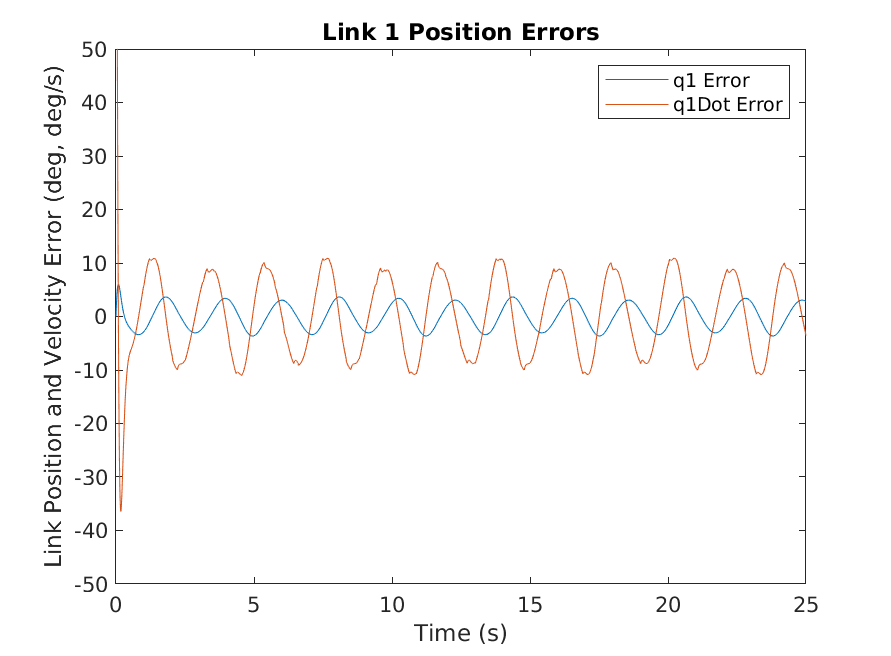 Link 1 Position Errors
Link Position and Velocity Error (deg, deg/s)
50
40
30
20
10
0
-10
-20
-30
-40
-50
q1 Error
q1Dot Error
0 5 10 15 20 25
Time (s)